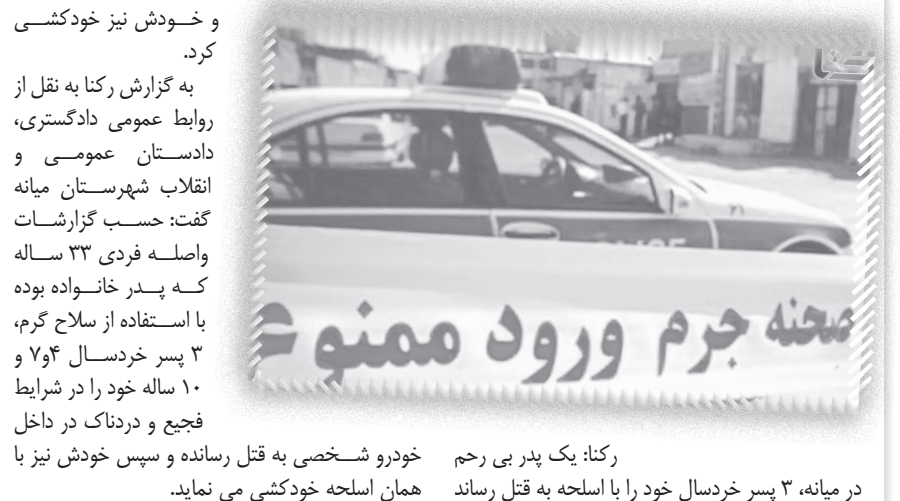 صحنه جرم ورود ممنوع
رکنا: یک پدر بی رحم
در میانه، ۳ پسر خردسال خود را با اسلحه به قتل رساند
و خودش نیز خودکشی
کرد.
به گزارش رکنا به نقل از
روابط عمومی دادگستری،
دادستان عمومی و
انقلاب شهرستان میانه
گفت: حسب گزارشات
واصله فردی ۳۳ ساله
که پدر خانواده بوده
با استفاده از سلاح گرم،
۳ پسر خردسال ۴و۷ و
۱۰ ساله خود را در شرایط
فجیع و دردناک در داخل
خودرو شخصی به قتل رسانده و سپس خودش نیز با
همان اسلحه خودکشی می نماید.